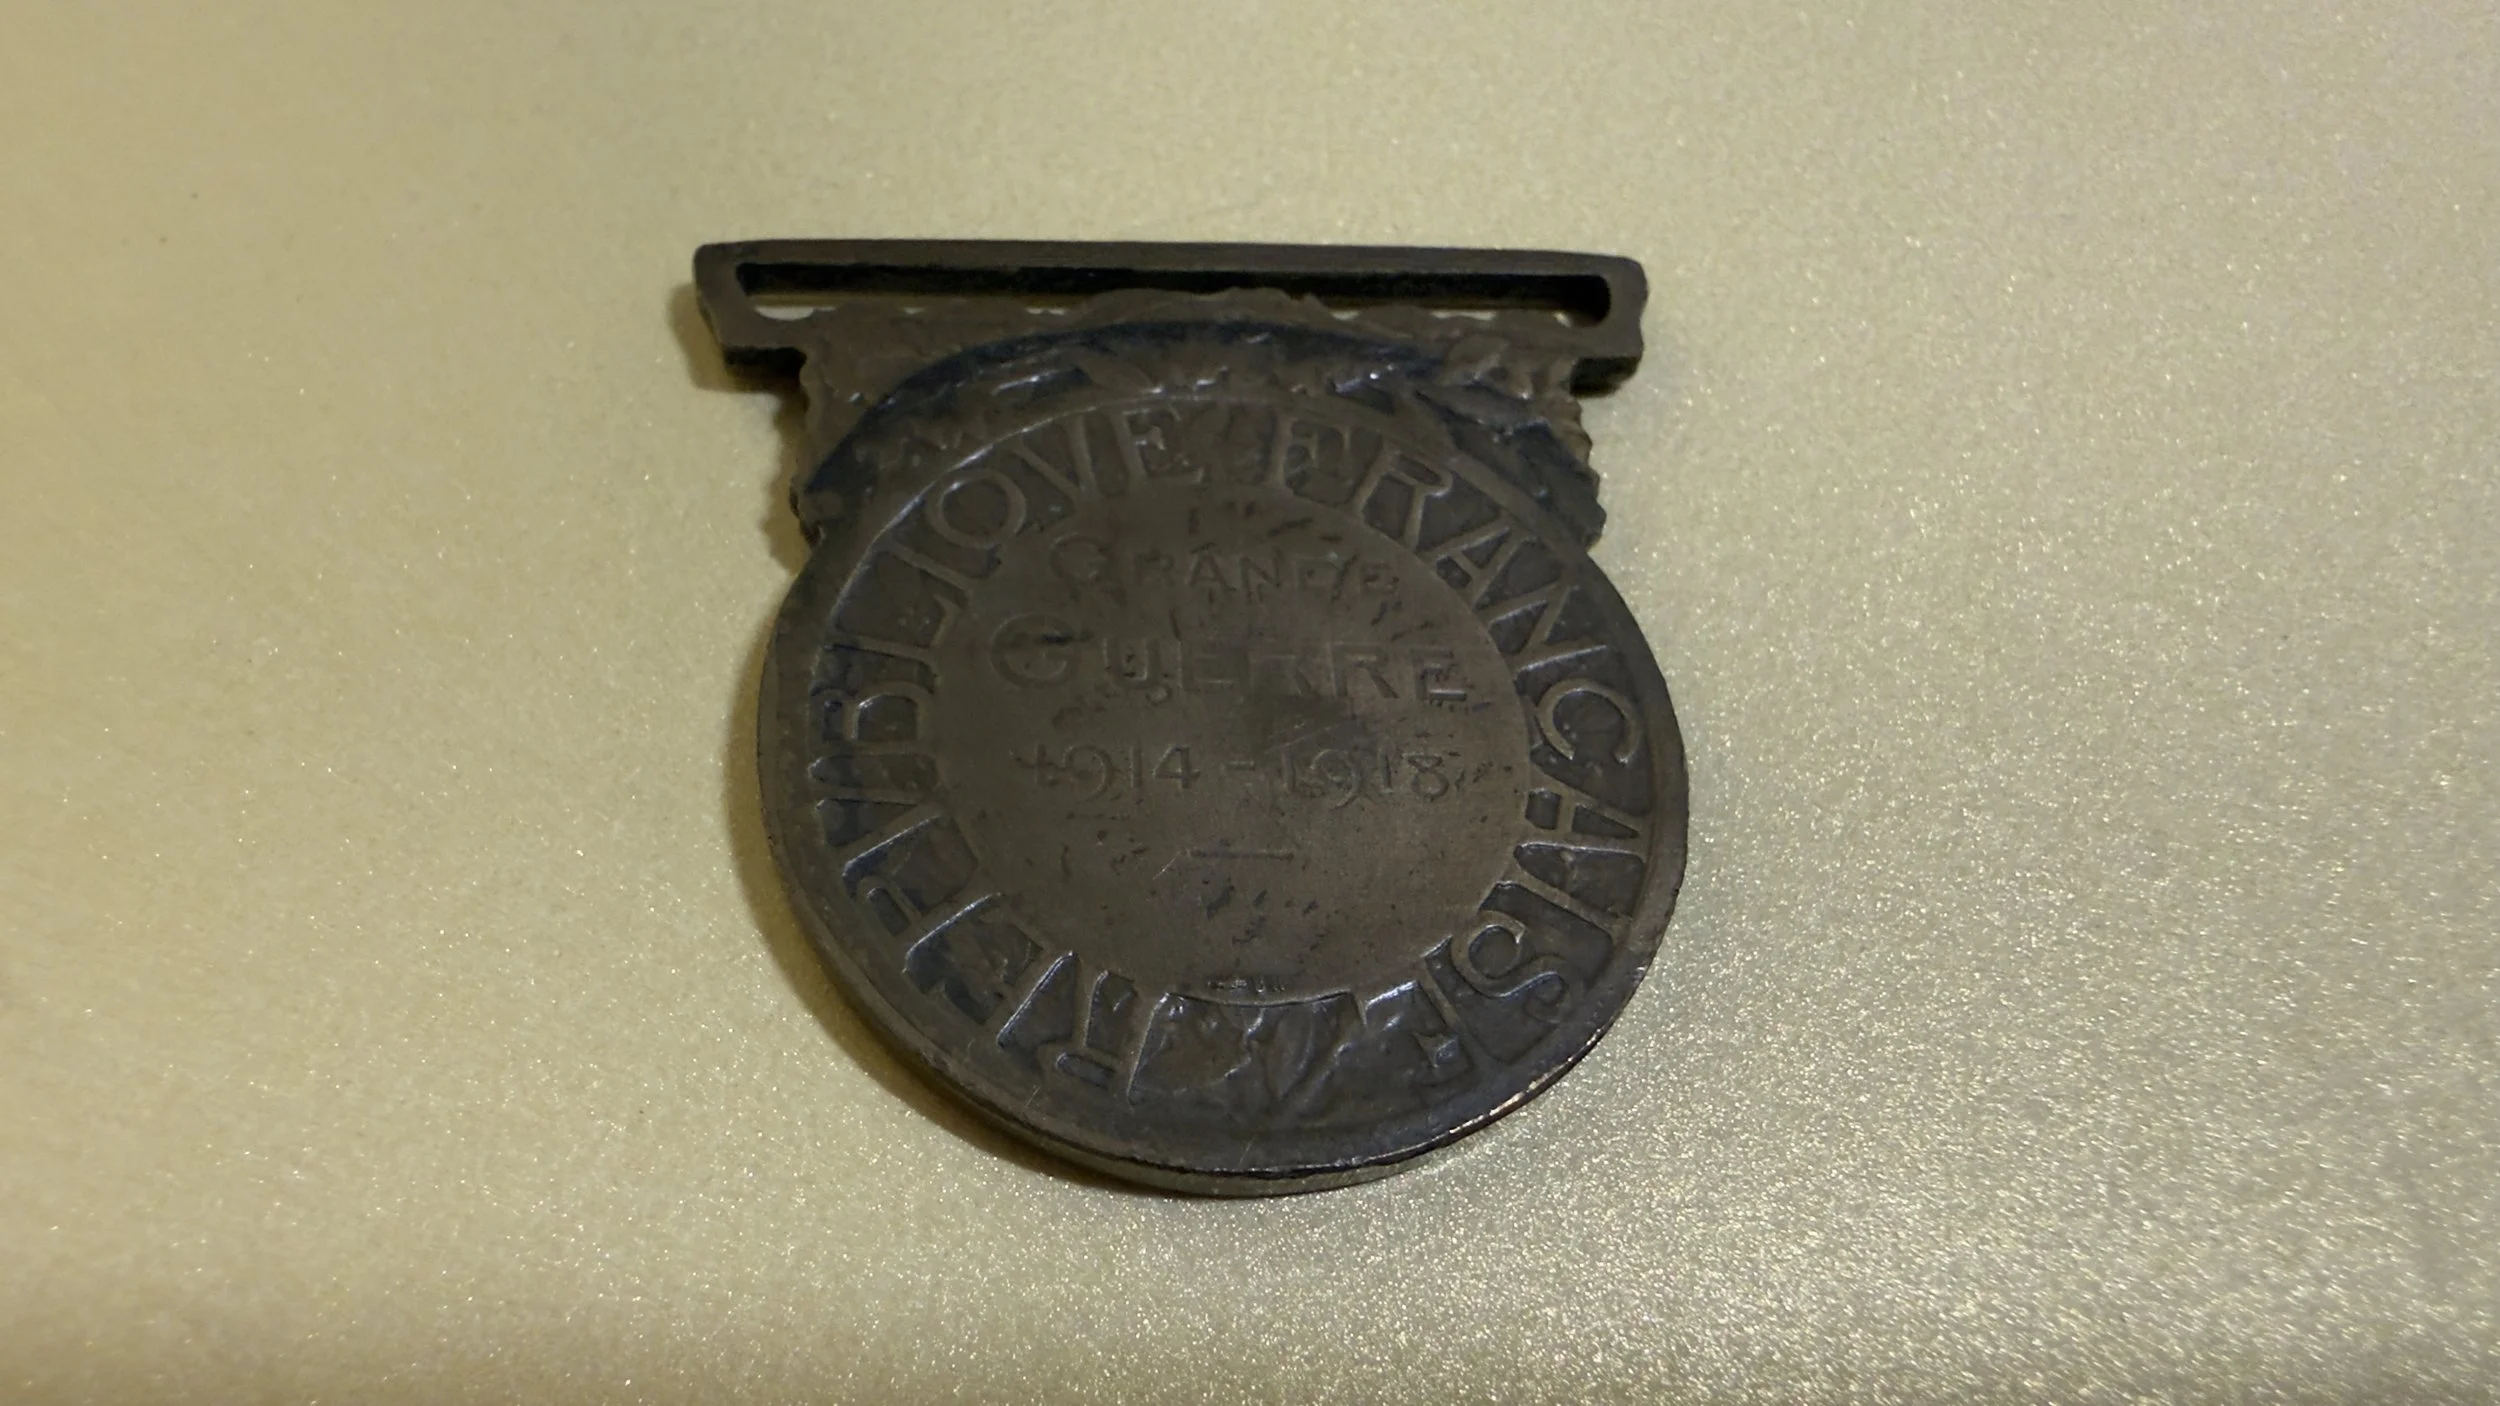 REPVBLIQVE FRANCAISE
GRANDE
GUERRE
1914-1918